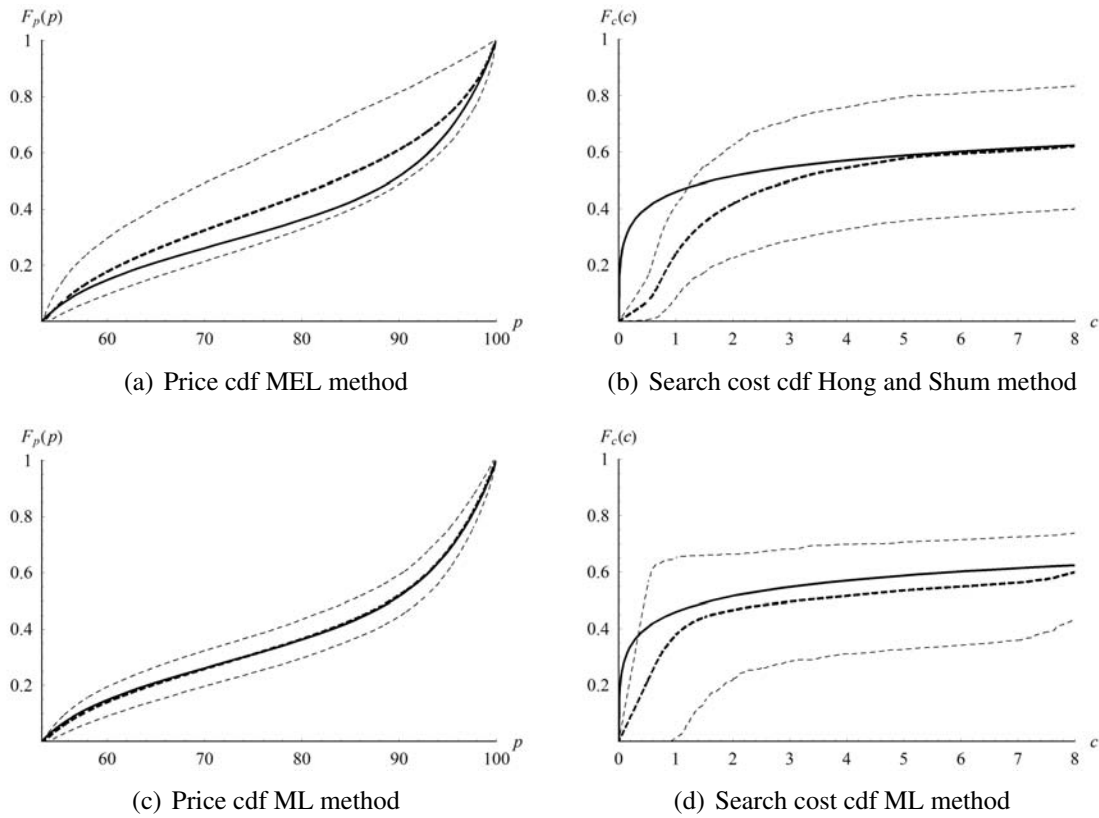 F_p(p)
1
0.8
0.6
0.4
0.2
60 70 80 90 100 p
(a) Price cdf MEL method
F_c(c)
1
0.8
0.6
0.4
0.2
0 1 2 3 4 5 6 7 8 c
(b) Search cost cdf Hong and Shum method
F_p(p)
1
0.8
0.6
0.4
0.2
60 70 80 90 100 p
(c) Price cdf ML method
F_c(c)
1
0.8
0.6
0.4
0.2
0 1 2 3 4 5 6 7 8 c
(d) Search cost cdf ML method